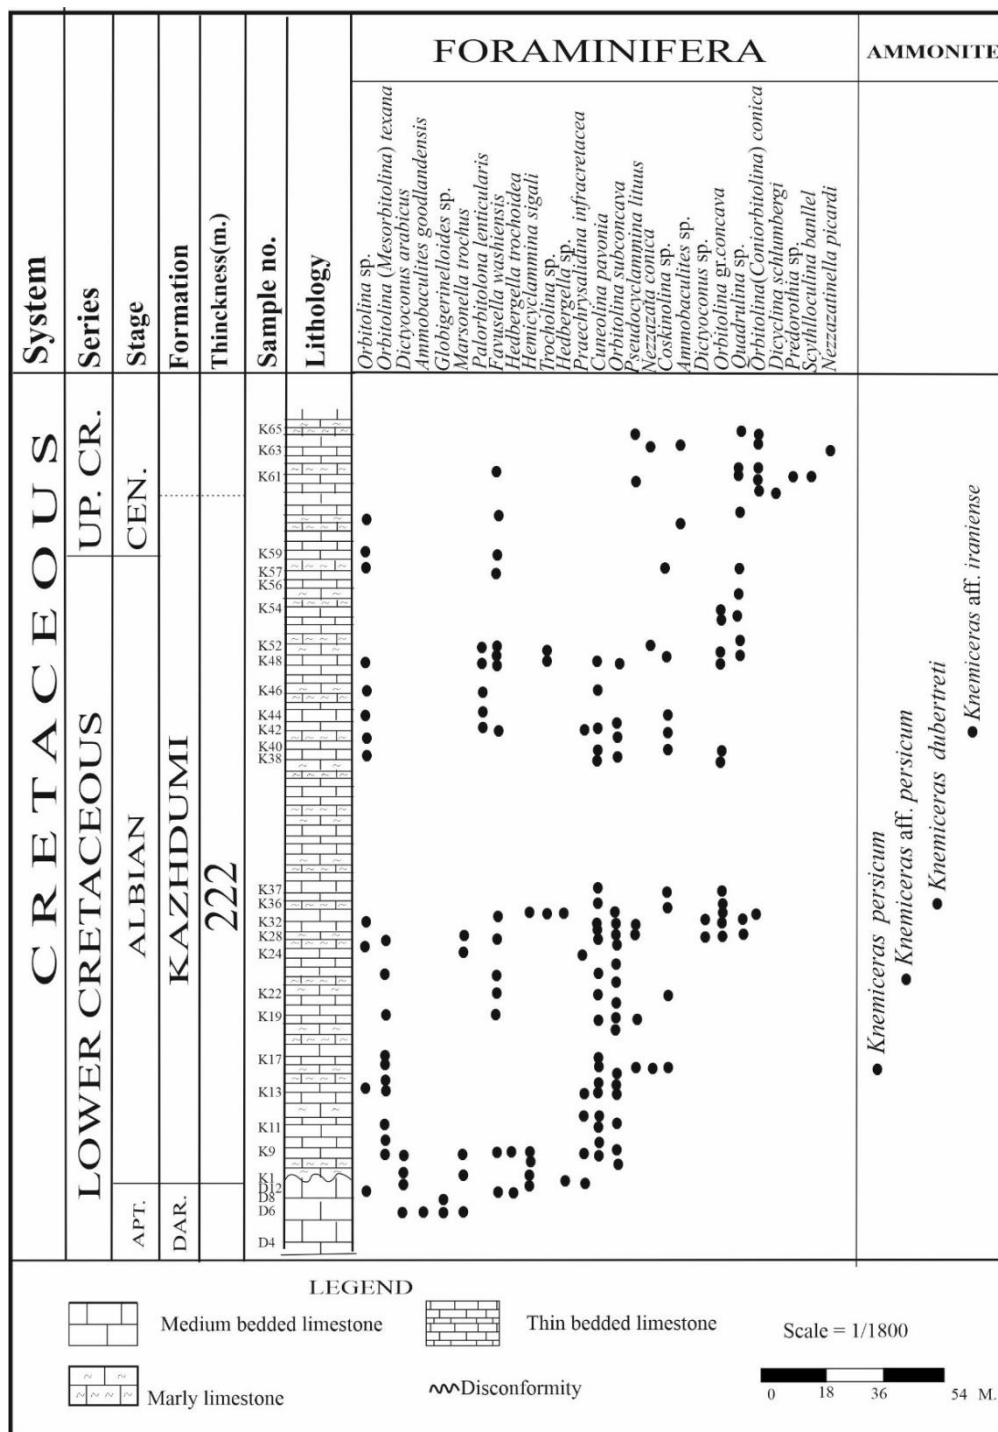 FORAMINIFERA
AMMONITE
System
Series
Stage
Formation
Thinckness(m.)
Sample no.
Lithology
Orbitolina sp.
Orbitolina (Mesorbitolina) texana
Dictyoconus arabicus
Ammobaculites goodlandensis
Globigerinelloides sp.
Marsonella trochus
Palorbitolona lenticularis
Favusella washiensis
Hedbergella trochoidea
Hemicyclammina sigali
Trocholina sp.
Hedbergella sp.
Praechrysalidina infracretacea
Cuneolina pavonia
Orbitolina subconcava
Pseudocyclammina lituus
Nezzazata conica
Coskinolina sp.
Ammobaculites sp.
Dictyoconus sp.
Orbitolina gr.concava
Quadrulina sp.
Orbitolina(Coniorbitolina) conica
Dicyclina schlumbergi
Predorothia sp.
Scythlloculina banllel
Nezzazatinella picardi
CRETACEOUS
UP. CR.
LOWER CRETACEOUS
CEN.
ALBIAN
APT.
KAZHDUMI
DAR.
222
K65
K63
K61
K59
K57
K56
K54
K52
K48
K46
K44
K42
K40
K38
K37
K36
K32
K28
K24
K22
K19
K17
K13
K11
K9
K1
D12
D8
D6
D4
Knemiceras persicum
Knemiceras aff. persicum
Knemiceras dubertreti
Knemiceras aff. iraniense
LEGEND
Medium bedded limestone
Thin bedded limestone
Scale = 1/1800
Marly limestone
Disconformity
0 18 36 54 M.